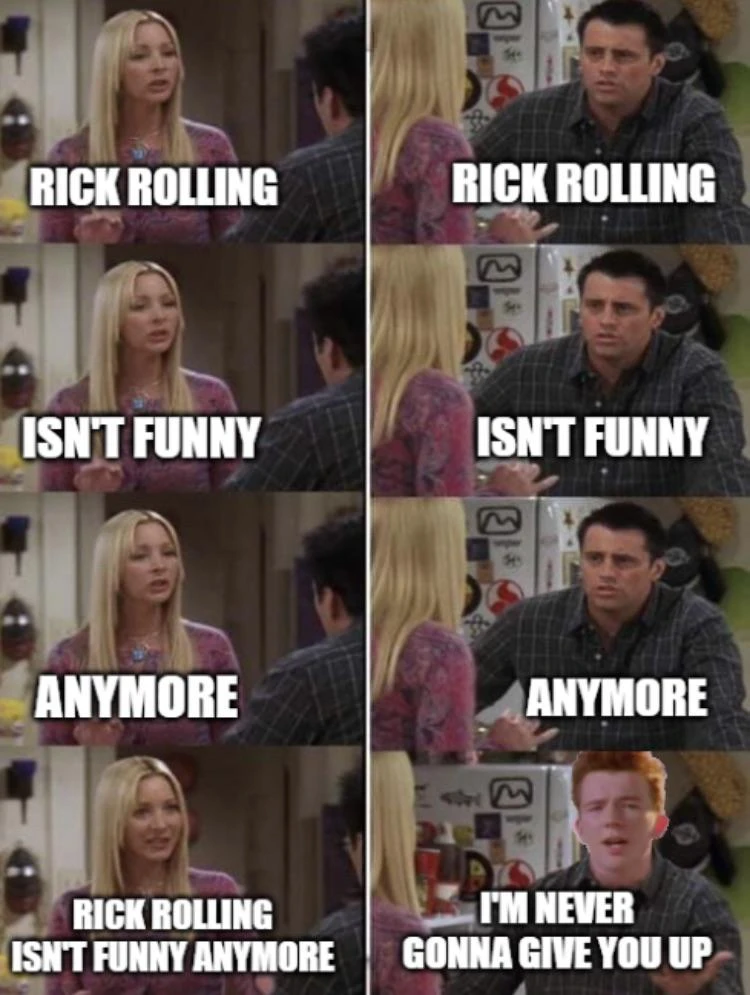 RICK ROLLING
RICK ROLLING
ISN'T FUNNY
ISN'T FUNNY
ANYMORE
ANYMORE
RICK ROLLING
ISN'T FUNNY ANYMORE
I'M NEVER
GONNA GIVE YOU UP